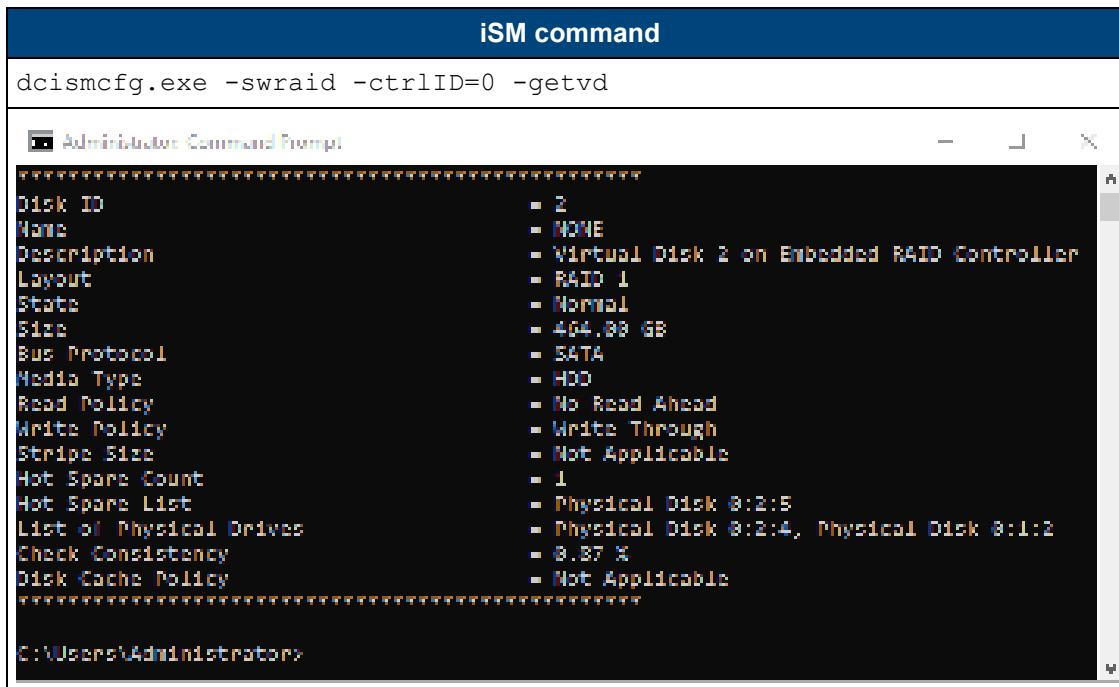 iSM command
dcismcfg.exe -swraid -ctrlID=0 -getvd
Administrator: Command Prompt
**************************************************
Disk ID = 2
Name = NONE
Description = Virtual Disk 2 on Embedded RAID Controller
Layout = RAID 1
State = Normal
Size = 464.00 GB
Bus Protocol = SATA
Media Type = HDD
Read Policy = No Read Ahead
Write Policy = Write Through
Stripe Size = Not Applicable
Hot Spare Count = 1
Hot Spare List = Physical Disk 0:2:5
List of Physical Drives = Physical Disk 0:2:4, Physical Disk 0:1:2
Check Consistency = 0.87 %
Disk Cache Policy = Not Applicable
**************************************************
C:\Users\Administrator>